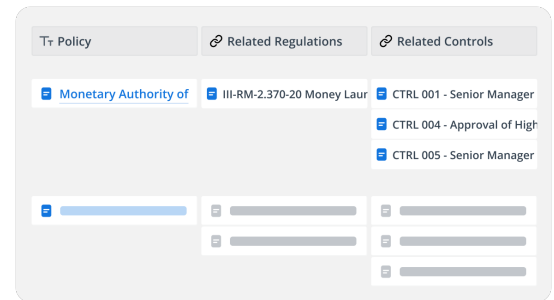 Policy
Related Regulations
Related Controls
Monetary Authority of
III-RM-2.370-20 Money Laur
CTRL 001 - Senior Manager
CTRL 004 - Approval of High
CTRL 005 - Senior Manager